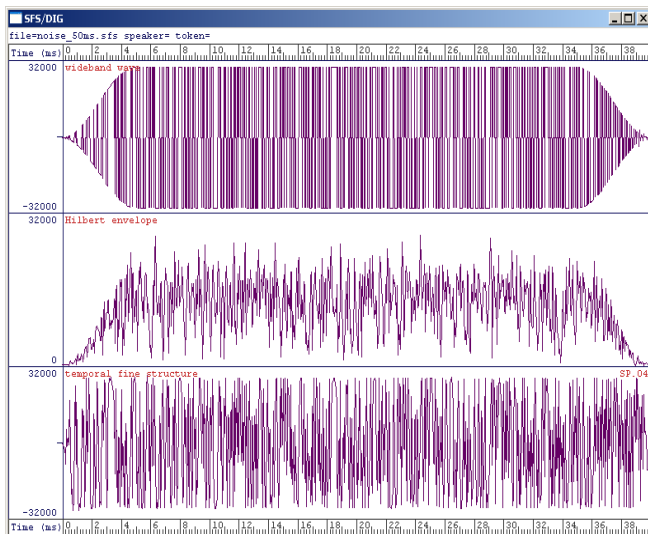 SFS/DIG
file=noise_50ms.sfs speaker= token=
Time (ms) 0 2 4 6 8 10 12 14 16 18 20 22 24 26 28 30 32 34 36 38
32000 wideband wave
-32000
32000 Hilbert envelope
0
32000 temporal fine structure SP.04
-32000
Time (ms) 0 2 4 6 8 10 12 14 16 18 20 22 24 26 28 30 32 34 36 38